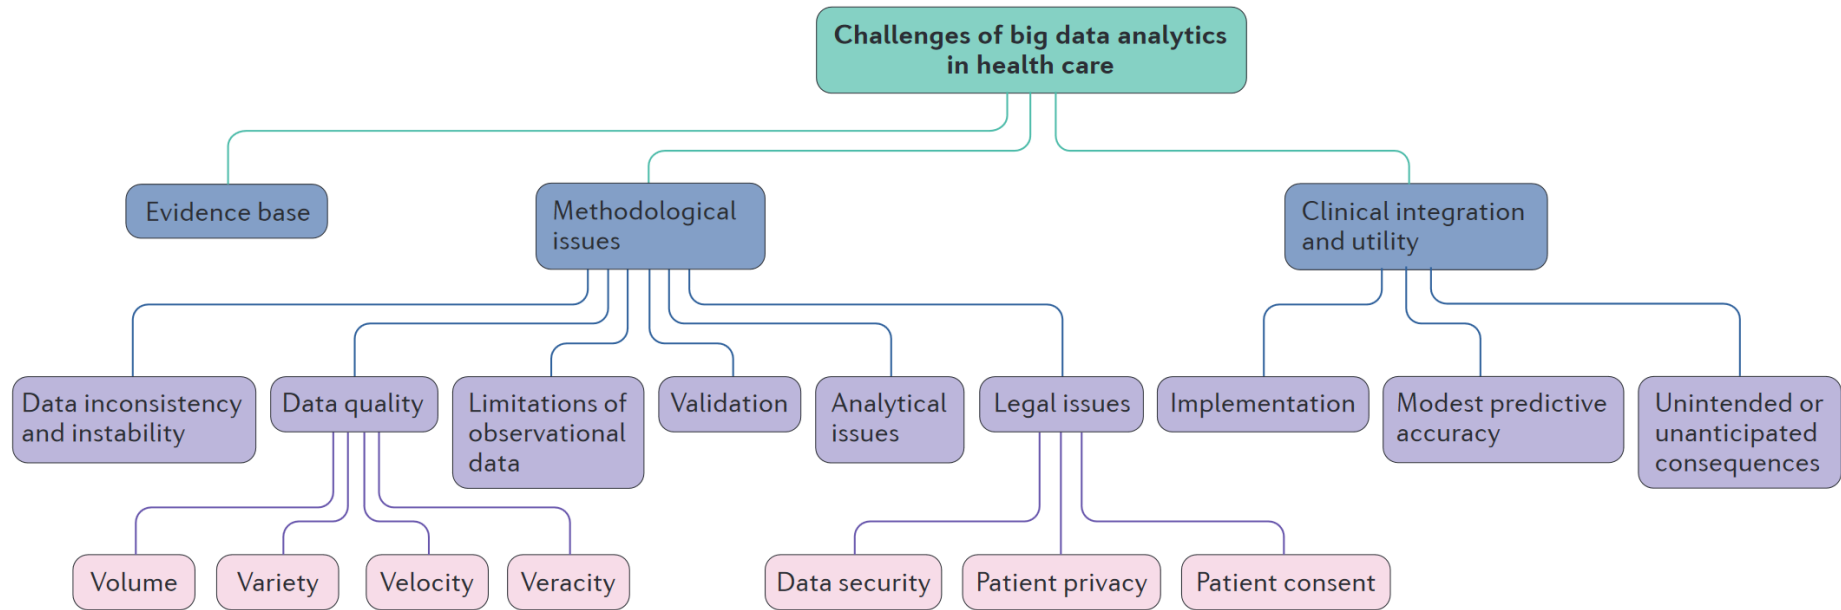 Challenges of big data analytics
in health care
Evidence base
Methodological
issues
Clinical integration
and utility
Data inconsistency
and instability
Data quality
Limitations of
observational
data
Validation
Analytical
issues
Legal issues
Implementation
Modest predictive
accuracy
Unintended or
unanticipated
consequences
Volume
Variety
Velocity
Veracity
Data security
Patient privacy
Patient consent